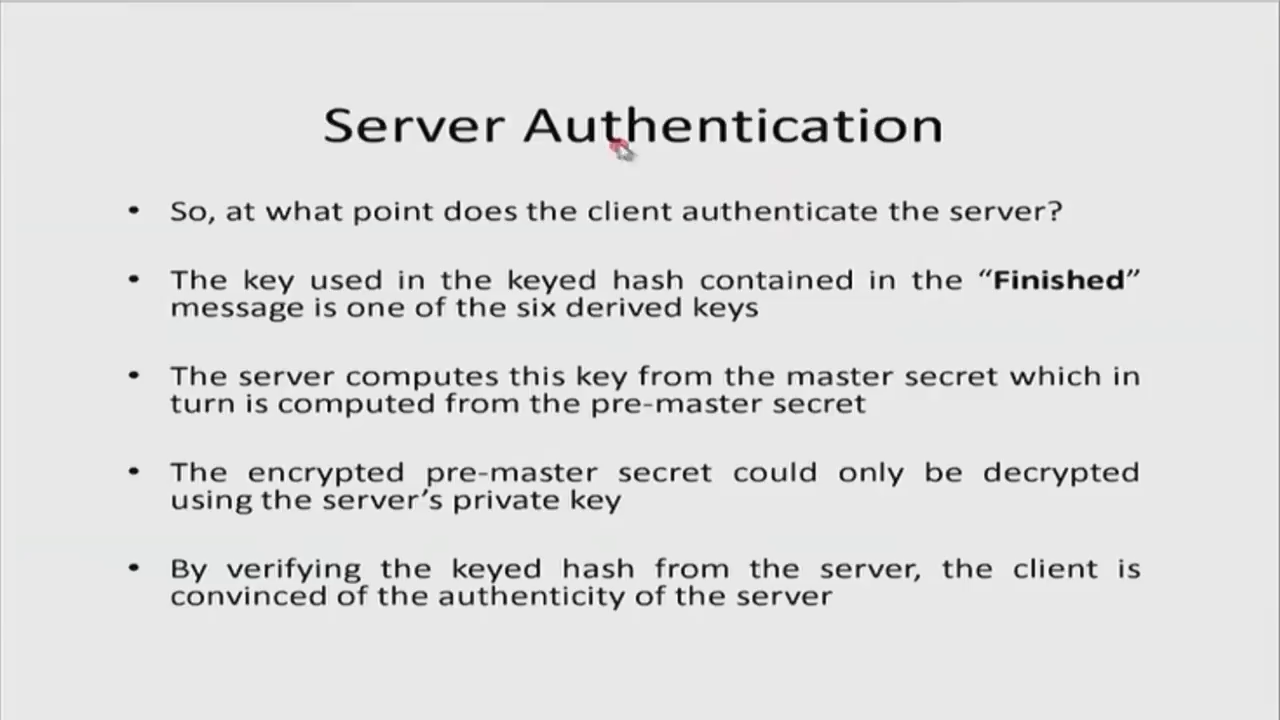 Server Authentication
• So, at what point does the client authenticate the server?
• The key used in the keyed hash contained in the “Finished”
message is one of the six derived keys
• The server computes this key from the master secret which in
turn is computed from the pre-master secret
• The encrypted pre-master secret could only be decrypted
using the server’s private key
• By verifying the keyed hash from the server, the client is
convinced of the authenticity of the server